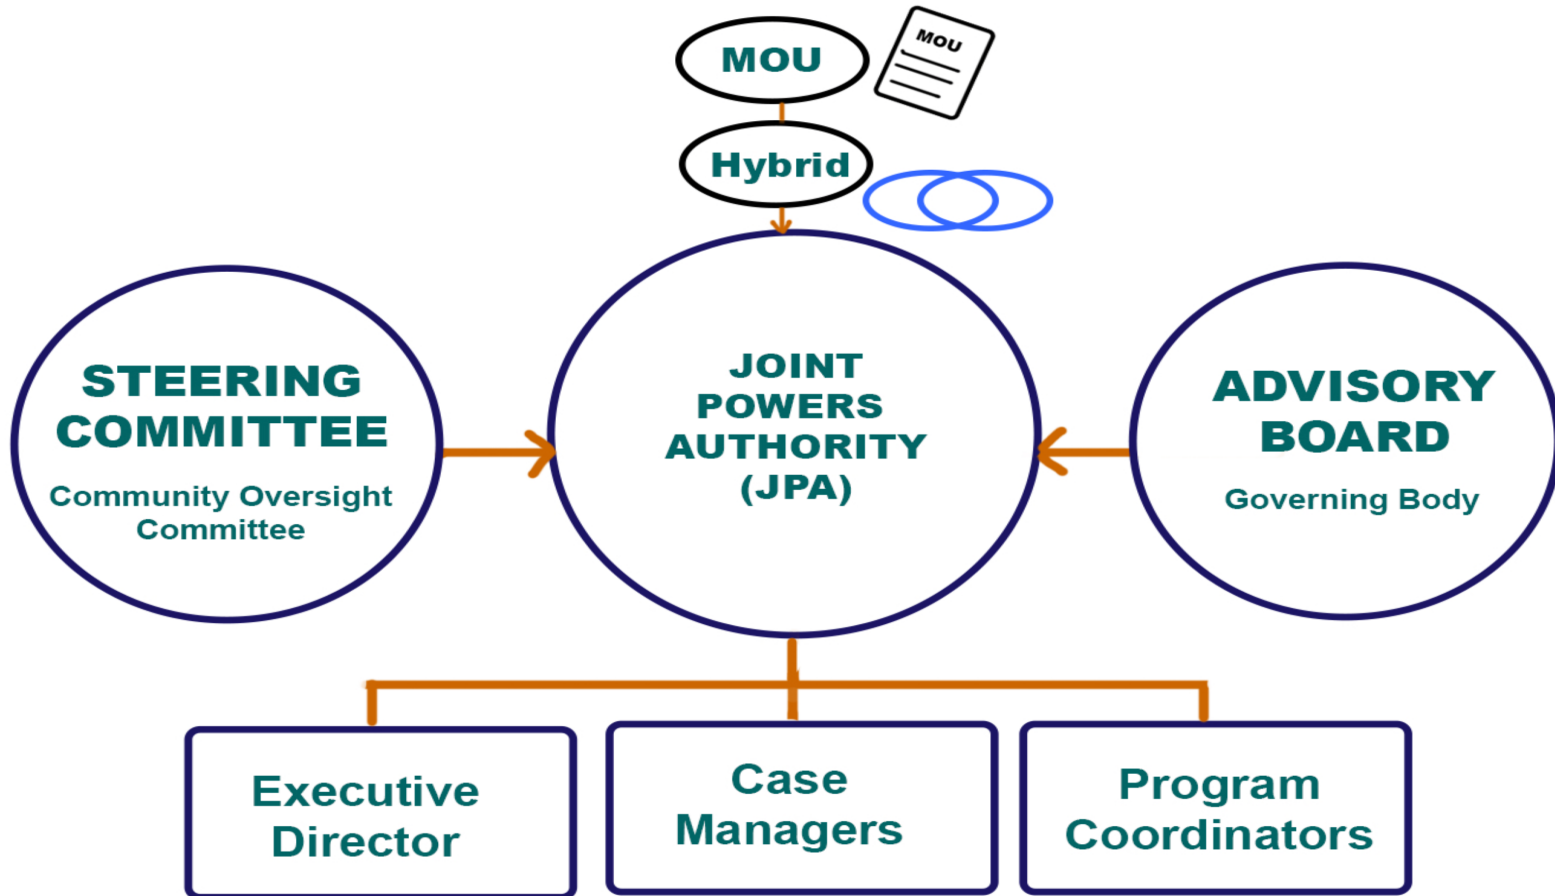 MOU
MOU
Hybrid
STEERING
COMMITTEE
Community Oversight
Committee
JOINT
POWERS
AUTHORITY
(JPA)
ADVISORY
BOARD
Governing Body
Executive
Director
Case
Managers
Program
Coordinators